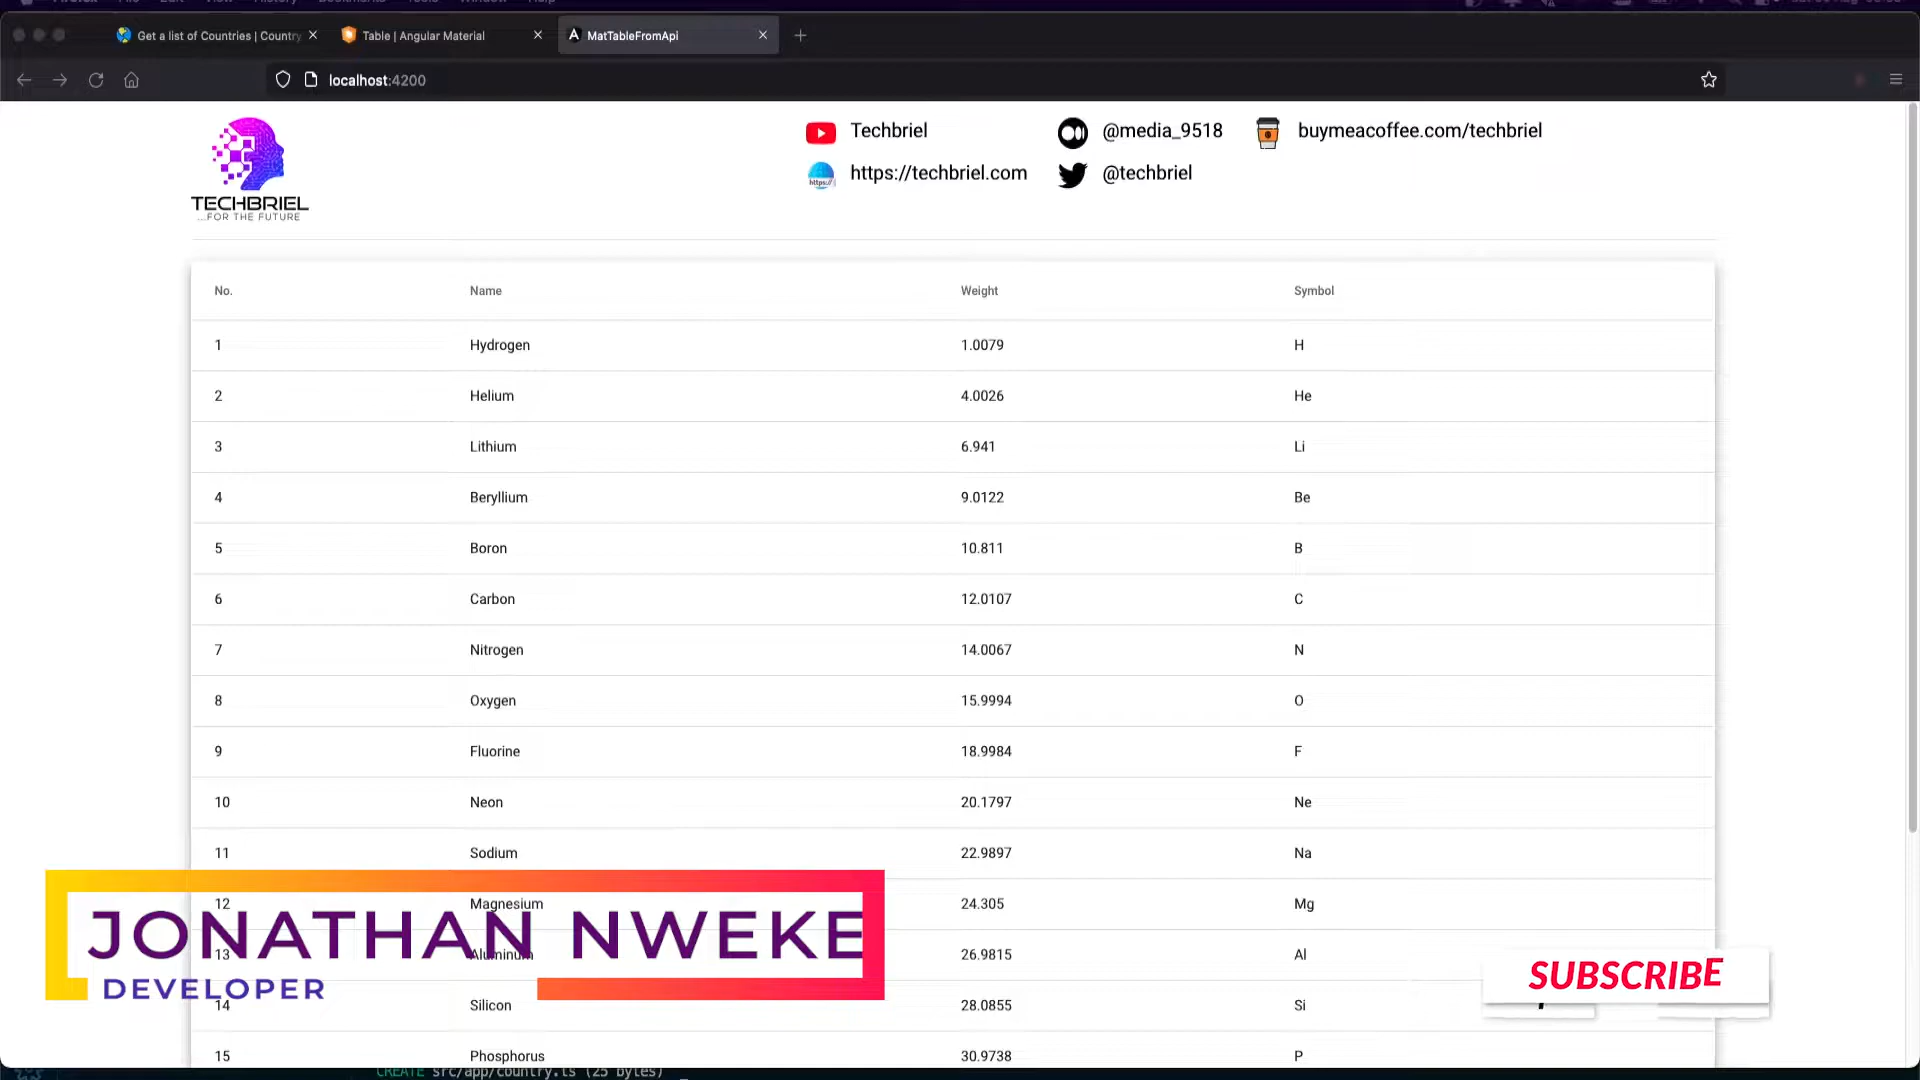 Get a list of Countries | Country
Table | Angular Material
MatTableFromApi
localhost:4200
TECHBRIEL
...FOR THE FUTURE
Techbriel
@media_9518
buymeacoffee.com/techbriel
https://
https://techbriel.com
@techbriel
No. Name Weight Symbol
1 Hydrogen 1.0079 H
2 Helium 4.0026 He
3 Lithium 6.941 Li
4 Beryllium 9.0122 Be
5 Boron 10.811 B
6 Carbon 12.0107 C
7 Nitrogen 14.0067 N
8 Oxygen 15.9994 O
9 Fluorine 18.9984 F
10 Neon 20.1797 Ne
11 Sodium 22.9897 Na
12 Magnesium 24.305 Mg
JONATHAN NWEKE
13 Aluminum 26.9815 Al
SUBSCRIBE
DEVELOPER
14 Silicon 28.0855 Si
15 Phosphorus 30.9738 P
CREATE src/app/country.ts (25 bytes)